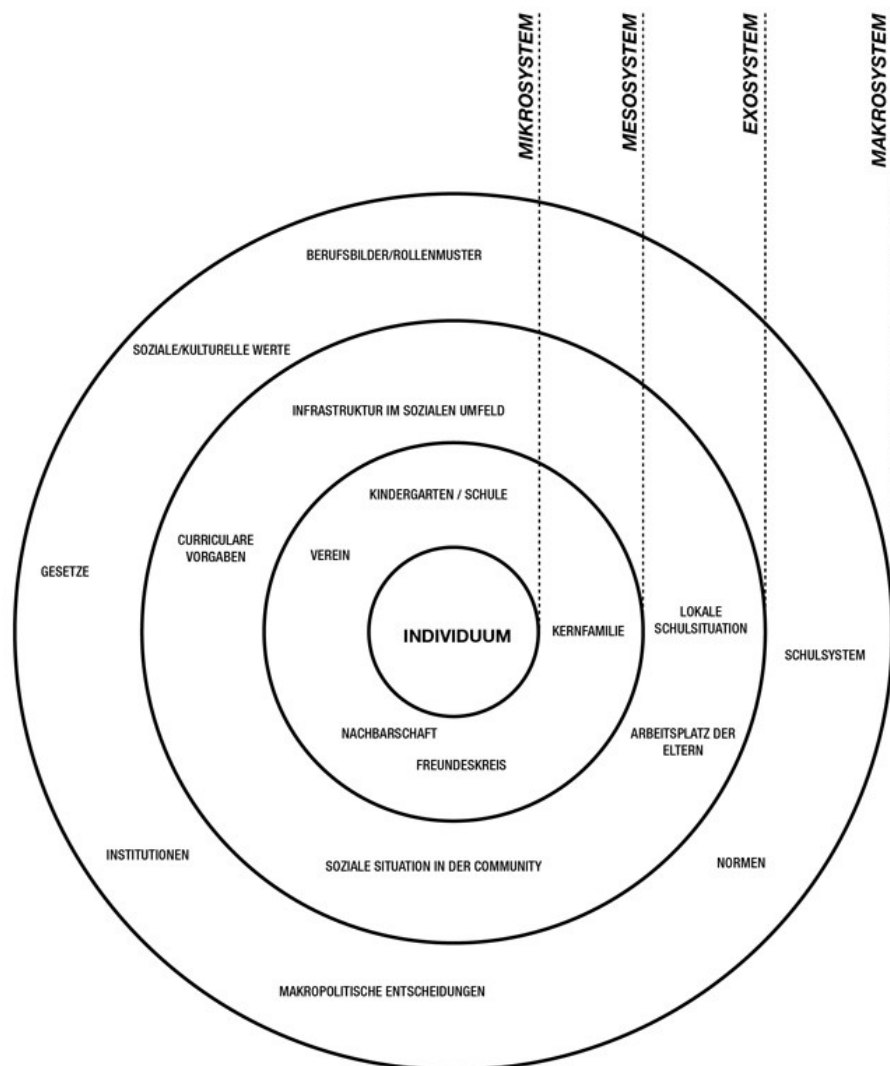 MIKROSYSTEM
MESOSYSTEM
EXOSYSTEM
MAKROSYSTEM
BERUFSBILDER/ROLLENMUSTER
SOZIALE/KULTURELLE WERTE
INFRASTRUKTUR IM SOZIALEN UMFELD
KINDERGARTEN / SCHULE
CURRICULARE
VORGABEN
VEREIN
GESETZE
INDIVIDUUM
KERNFAMILIE
LOKALE
SCHULSITUATION
SCHULSYSTEM
NACHBARSCHAFT
FREUNDESKREIS
ARBEITSPLATZ DER
ELTERN
INSTITUTIONEN
SOZIALE SITUATION IN DER COMMUNITY
NORMEN
MAKROPOLITISCHE ENTSCHEIDUNGEN